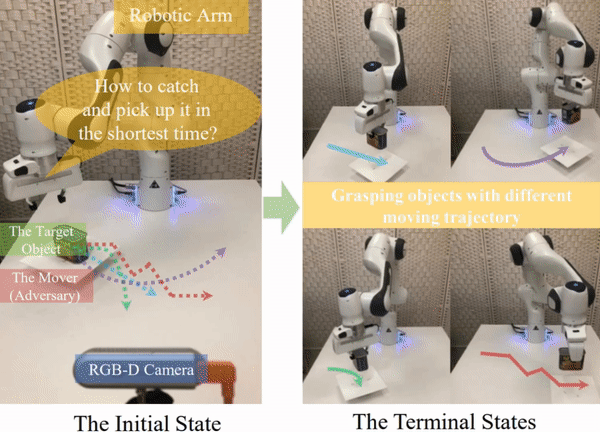 Robotic Arm
How to catch
and pick up it in
the shortest time?
The Target
Object
The Mover
(Adversary)
RGB-D Camera
The Initial State
Grasping objects with different
moving trajectory
The Terminal States